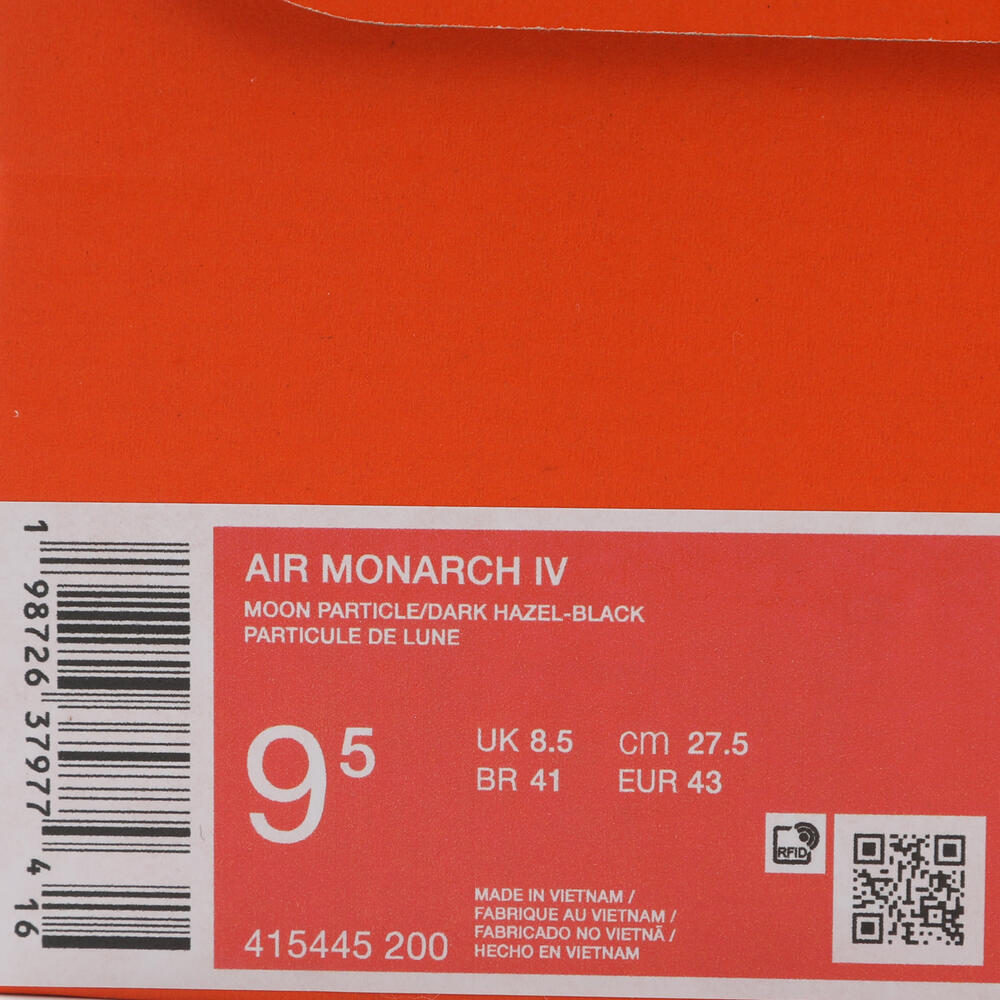 AIR MONARCH IV
MOON PARTICLE/DARK HAZEL-BLACK
PARTICULE DE LUNE
9 5
UK 8.5 cm 27.5
BR 41 EUR 43
RFID
MADE IN VIETNAM /
FABRIQUE AU VIETNAM /
FABRICADO NO VIETNÃ /
HECHO EN VIETNAM
415445 200
1 98726 37977 4 16